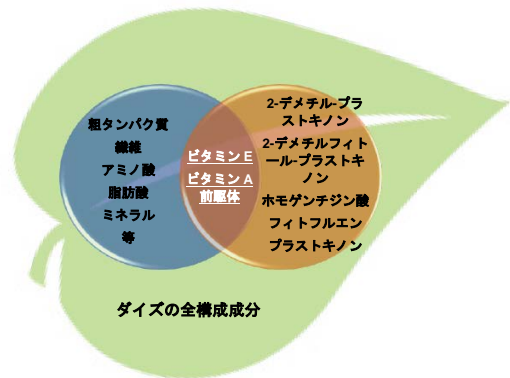 粗タンパク質
繊維
アミノ酸
脂肪酸
ミネラル
等
ビタミン E
ビタミン A
前駆体
2-デメチル-プラ
ストキノン
2-デメチルフィト
ール-プラストキ
ノン
ホモゲンチジン酸
フィトフルエン
プラストキノン
ダイズの全構成成分